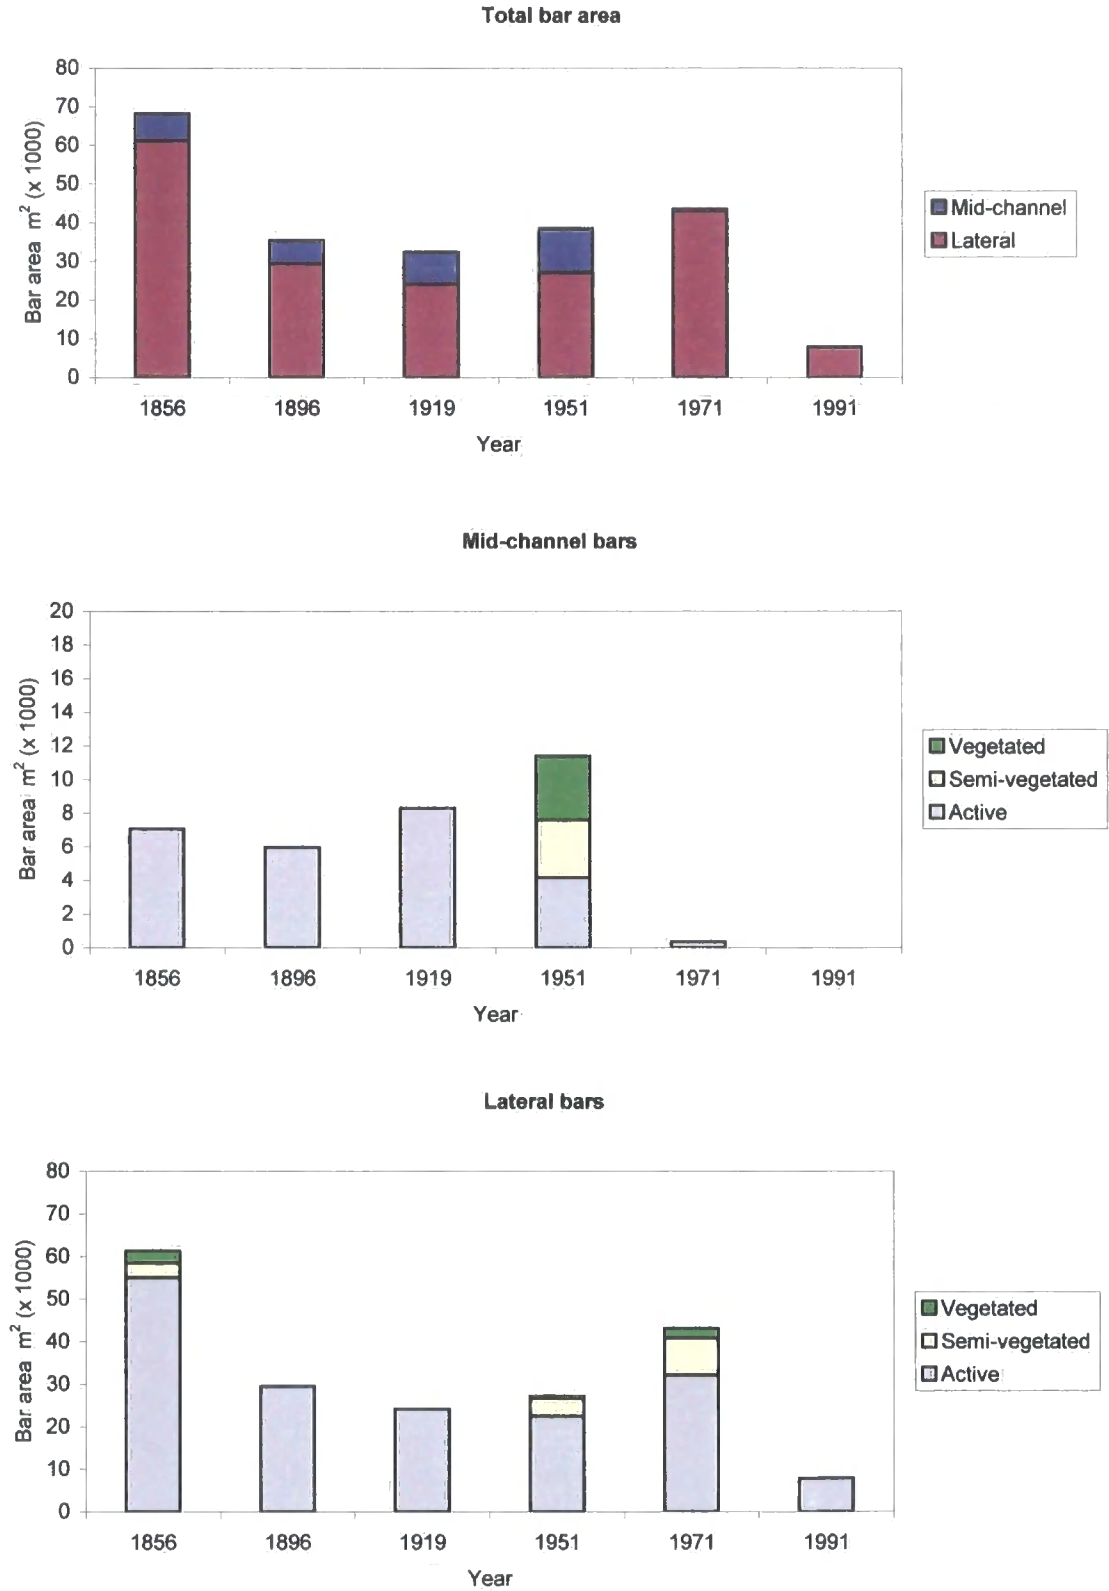 Total bar area
80
70
60
50
40
30
20
10
0
Bar area m² (x 1000)
1856 1896 1919 1951 1971 1991
Year
Mid-channel
Lateral
Mid-channel bars
20
18
16
14
12
10
8
6
4
2
0
Bar area m² (x 1000)
1856 1896 1919 1951 1971 1991
Year
Vegetated
Semi-vegetated
Active
Lateral bars
80
70
60
50
40
30
20
10
0
Bar area m² (x 1000)
1856 1896 1919 1951 1971 1991
Year
Vegetated
Semi-vegetated
Active